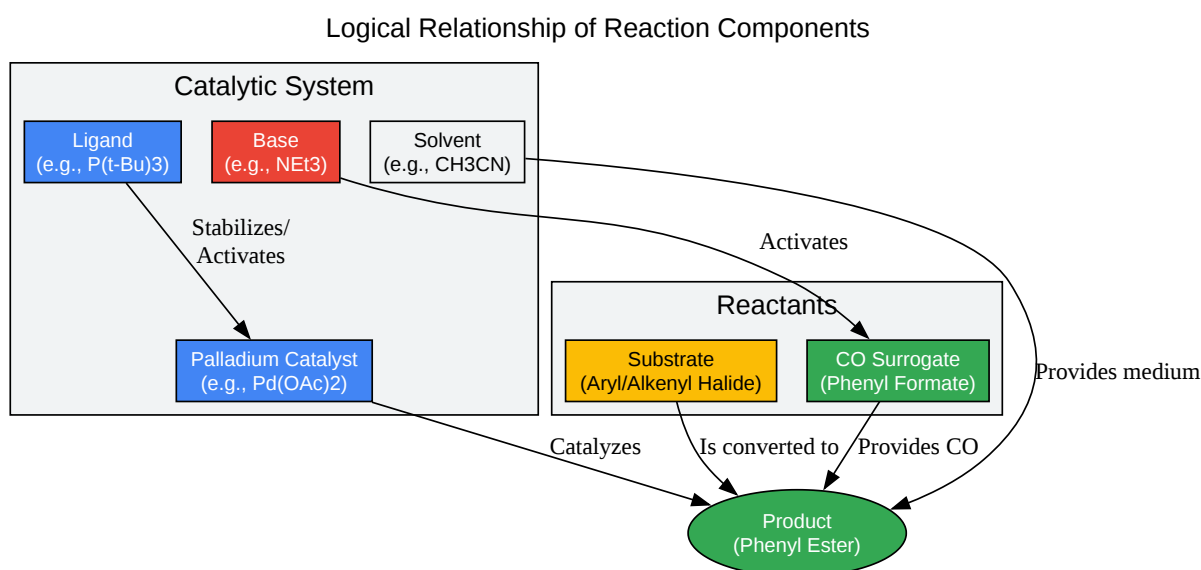 Logical Relationship of Reaction Components
Catalytic System
Ligand
(e.g., P(t-Bu)3)
Base
(e.g., NEt3)
Solvent
(e.g., CH3CN)
Stabilizes/
Activates
Activates
Reactants
Palladium Catalyst
(e.g., Pd(OAc)2)
Substrate
(Aryl/Alkenyl Halide)
CO Surrogate
(Phenyl Formate)
Provides medium
Catalyzes
Is converted to
Provides CO
Product
(Phenyl Ester)